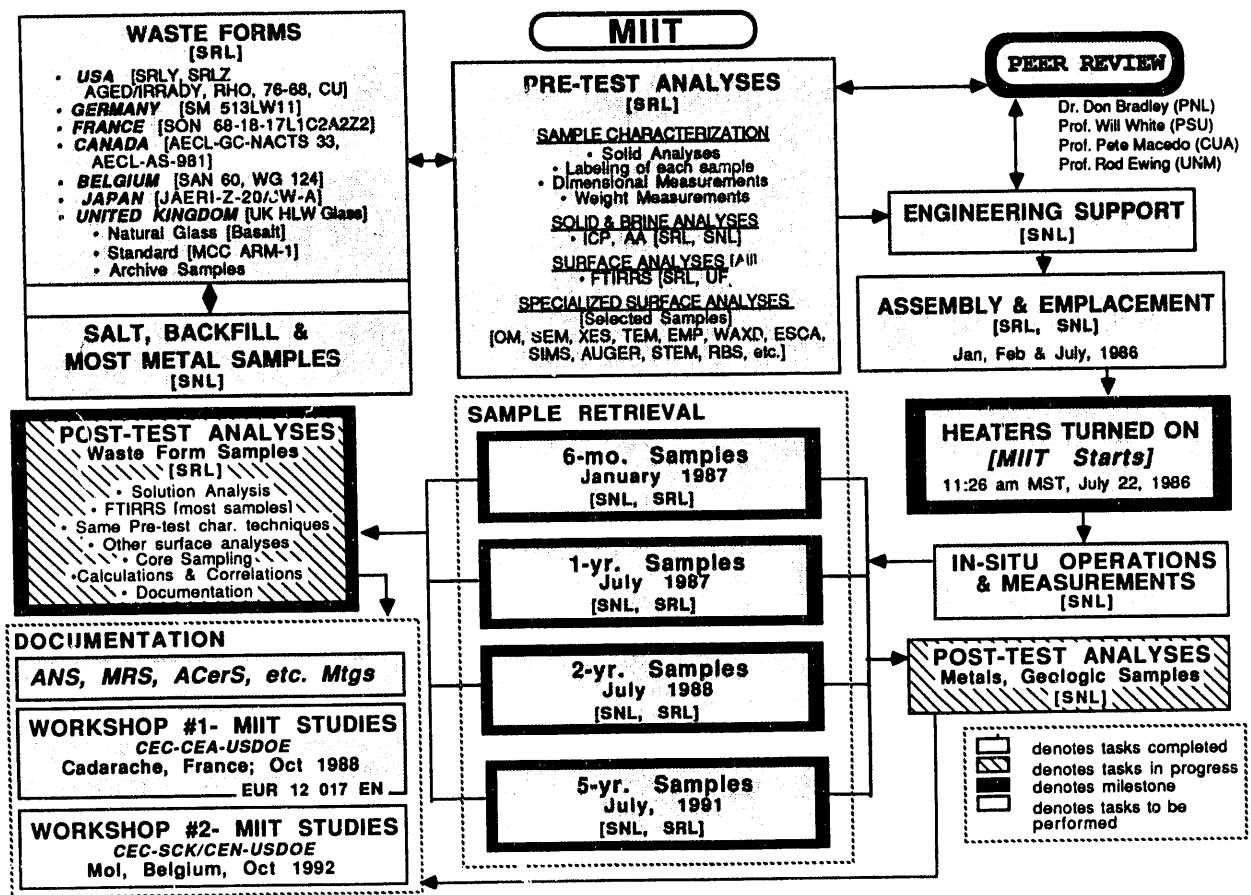 MIIT
WASTE FORMS
[SRL]
• USA [SRLY, SRLZ
AGED/IRRADY, RHO, 76-68, CU]
• GERMANY [SM 513LW11]
• FRANCE [SON 68-18-17L1C2A2Z2]
• CANADA [AECL-GC-NACTS 33,
AECL-AS-981]
• BELGIUM [SAN 60, WG 124]
• JAPAN
• UNITED KINGDOM [UK HLW Glass]
• Natural Glass [Basalt]
• Standard [MCC ARM-1]
• Archive Samples
SALT, BACKFILL &
MOST METAL SAMPLES
[SNL]
PRE-TEST ANALYSES
[SRL]
SAMPLE CHARACTERIZATION
• Solid Analyses
• Labeling of each sample
• Dimensional Measurements
• Weight Measurements
SOLID & BRINE ANALYSES
• ICP, AA [SRL, SNL]
SURFACE ANALYSES
• FTIRRS [SRL, UF
SPECIALIZED SURFACE ANALYSES
[Selected Samples]
[OM, SEM, XES, TEM, EMP, WAXD, ESCA,
SIMS, AUGER, STEM, RBS, etc.]
PEER REVIEW
Dr. Don Bradley (PNL)
Prof. Will White (PSU)
Prof. Pete Macedo (CUA)
Prof. Rod Ewing (UNM)
ENGINEERING SUPPORT
[SNL]
ASSEMBLY & EMPLACEMENT
[SRL, SNL]
Jan, Feb & July, 1986
HEATERS TURNED ON
[MIIT Starts]
11:26 am MST, July 22, 1986
IN-SITU OPERATIONS
& MEASUREMENTS
[SNL]
SAMPLE RETRIEVAL
6-mo. Samples
January 1987
[SNL, SRL]
1-yr. Samples
July 1987
[SNL, SRL]
2-yr. Samples
July 1988
[SNL, SRL]
5-yr. Samples
July, 1991
[SNL, SRL]
POST-TEST ANALYSES
Waste Form Samples
[SRL]
• Solution Analysis
• FTIRRS [most samples]
• Same Pre-test char. techniques
• Other surface analyses
• Core Sampling
• Calculations & Correlations
• Documentation
POST-TEST ANALYSES
Metals, Geologic Samples
[SNL]
DOCUMENTATION
ANS, MRS, ACerS, etc. Mtgs
WORKSHOP #1- MIIT STUDIES
CEC-CEA-USDOE
Cadarache, France; Oct 1988
EUR 12 017 EN
WORKSHOP #2- MIIT STUDIES
CEC-SCK/CEN-USDOE
Mol, Belgium, Oct 1992
denotes tasks completed
denotes tasks in progress
denotes milestone
denotes tasks to be
performed